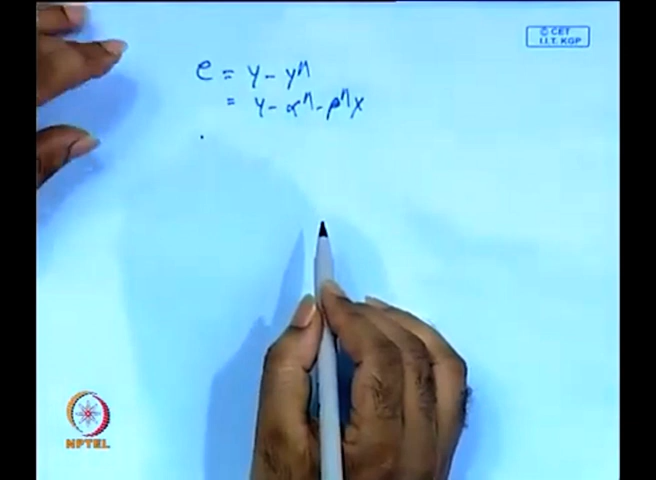 © CET
I.I.T. KGP
e = y - y^
= y - α^ - β^x
NPTEL